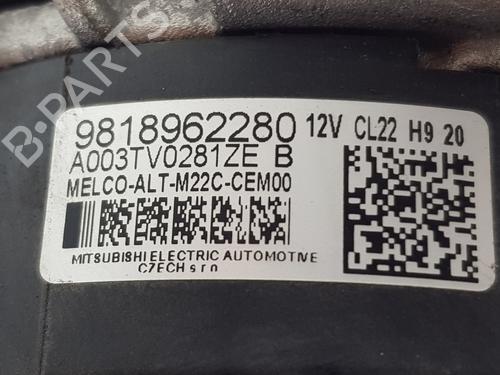 9818962280 12V CL22 H9 20
A003TV0281ZE B
MELCO-ALT-M22C-CEM00
MITSUBISHI ELECTRIC AUTOMOTIVE
CZECH s r o
B-PARTS